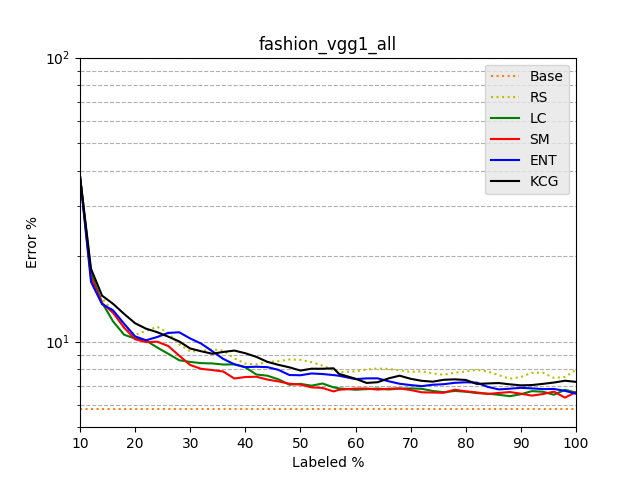 fashion_vgg1_all
Error %
10²
10¹
Base
RS
LC
SM
ENT
KCG
10 20 30 40 50 60 70 80 90 100
Labeled %